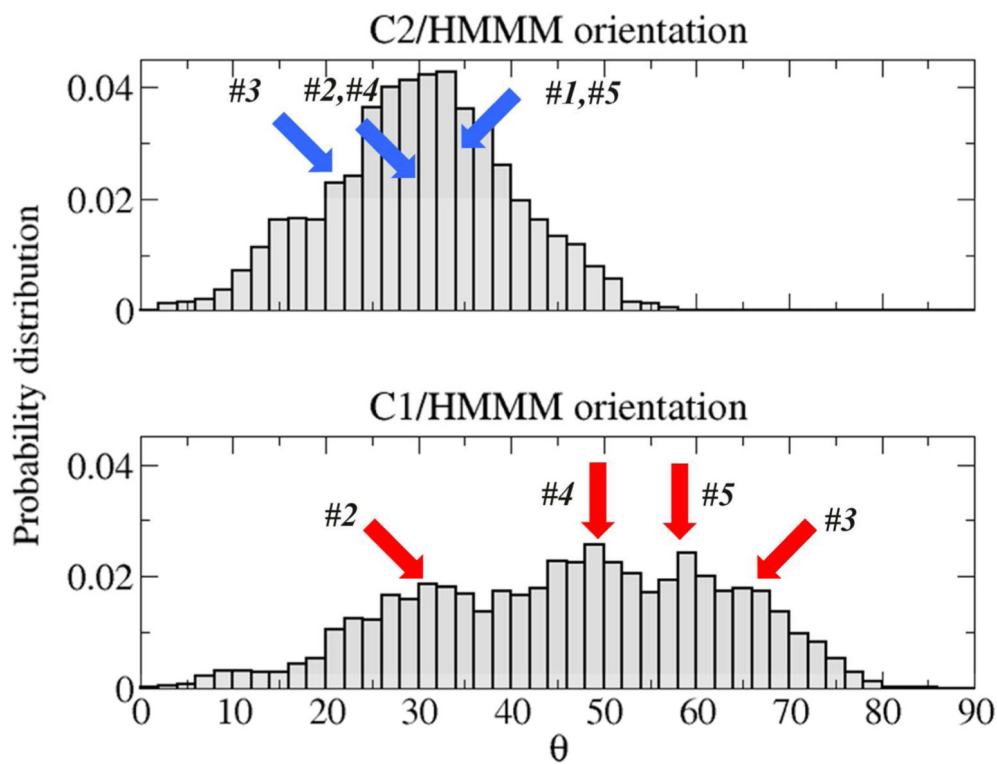 C2/HMMM orientation
0.04
#3
#2,#4
#1,#5
0.02
0
Probability distribution
C1/HMMM orientation
0.04
#2
#4
#5
#3
0.02
0
0 10 20 30 40 50 60 70 80 90
θ